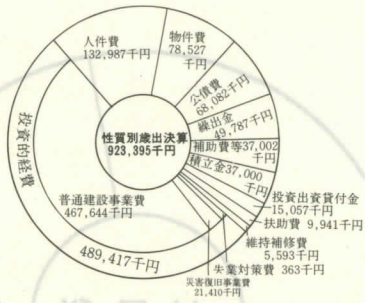 人件費
132,987千円
物件費
78,527
千円
公債費
68,082千円
繰出金
49,787千円
補助費等37,002
千円
積立金37,000
千円
投資出資貸付金
15,057千円
扶助費 9,941千円
維持補修費
5,593千円
失業対策費 363千円
災害復旧事業費
21,410千円
489,417千円
普通建設事業費
467,644千円
投資的経費
性質別歳出決算
923,395千円